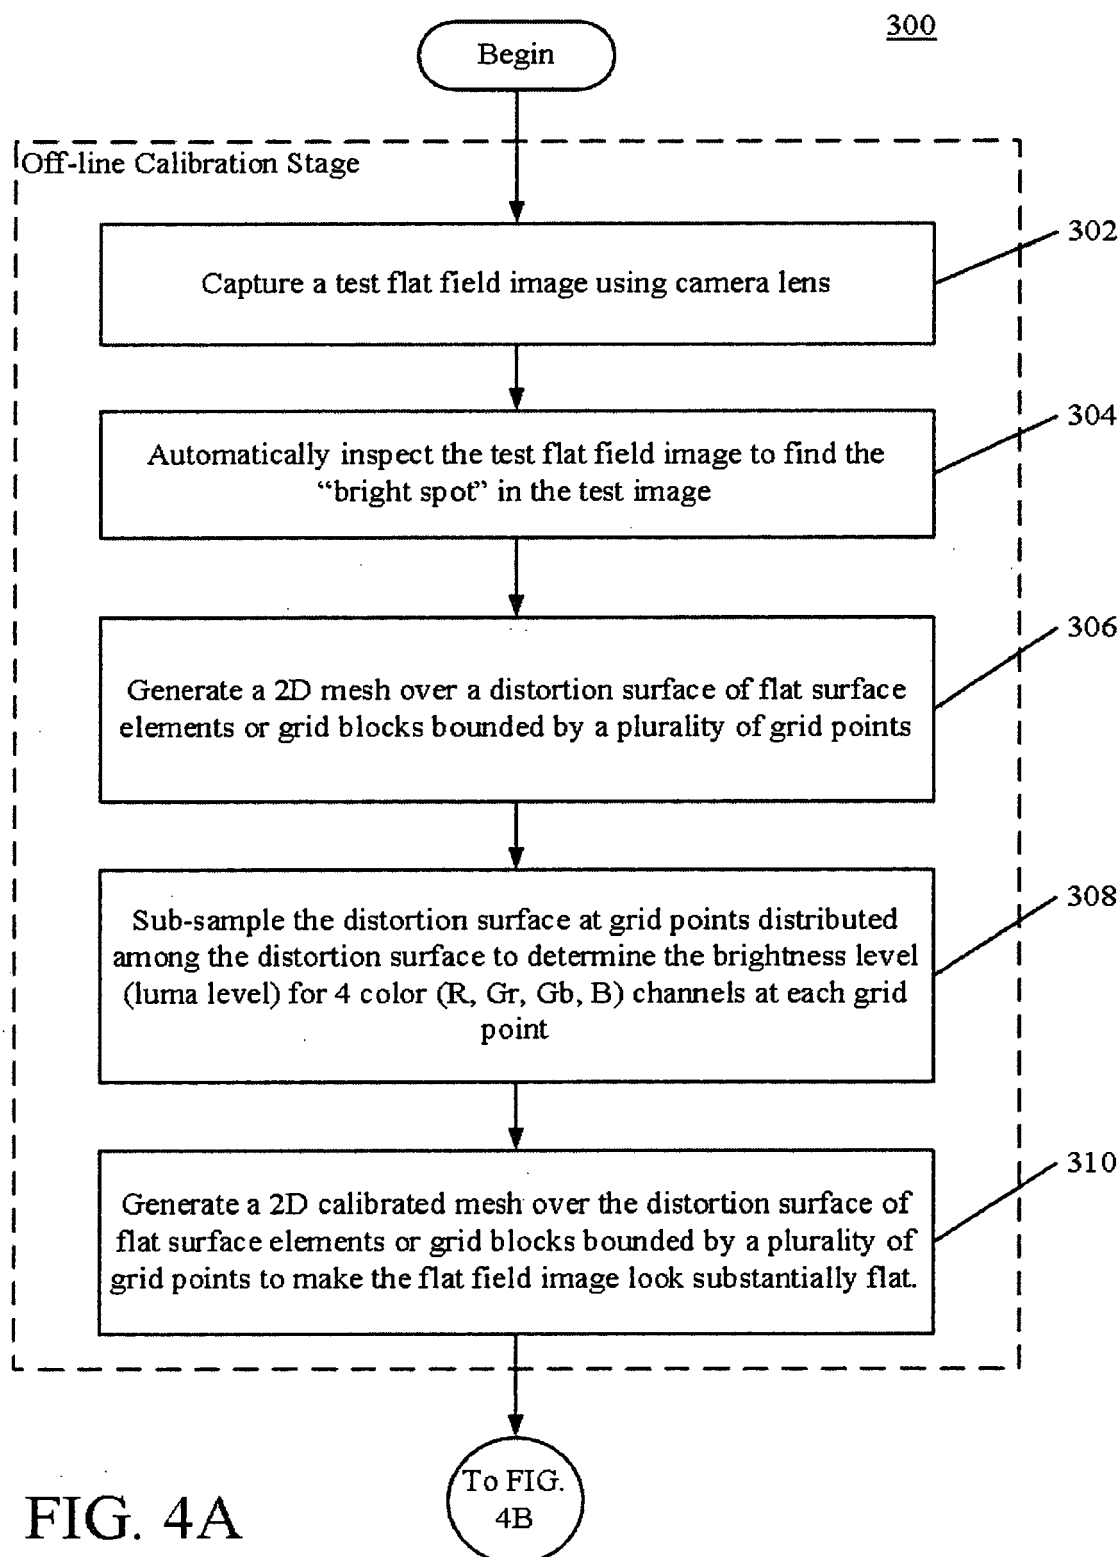 300
Begin
Off-line Calibration Stage
302
Capture a test flat field image using camera lens
304
Automatically inspect the test flat field image to find the
“bright spot” in the test image
306
Generate a 2D mesh over a distortion surface of flat surface
elements or grid blocks bounded by a plurality of grid points
308
Sub-sample the distortion surface at grid points distributed
among the distortion surface to determine the brightness level
(luma level) for 4 color (R, Gr, Gb, B) channels at each grid
point
310
Generate a 2D calibrated mesh over the distortion surface of
flat surface elements or grid blocks bounded by a plurality of
grid points to make the flat field image look substantially flat.
To FIG.
4B
FIG. 4A